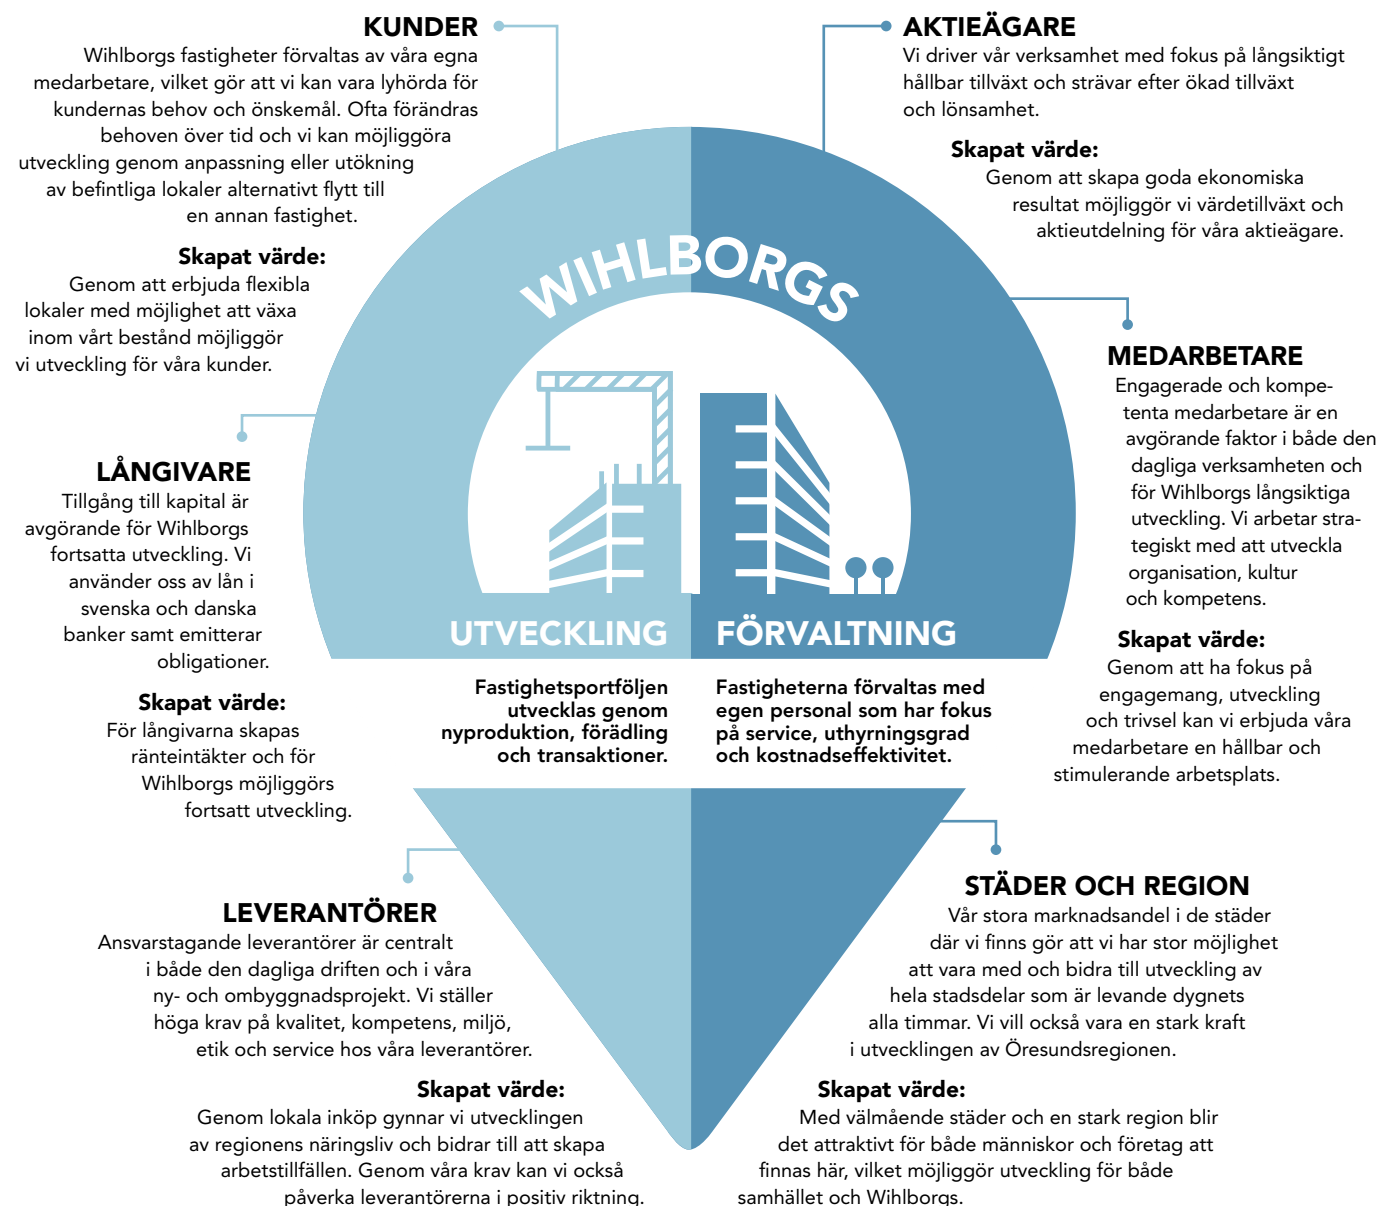 KUNDER
Wihlborgs fastigheter förvaltas av våra egna
medarbetare, vilket gör att vi kan vara lyhörda för
kundernas behov och önskemål. Ofta förändras
behoven över tid och vi kan möjliggöra
utveckling genom anpassning eller utökning
av befintliga lokaler alternativt flytt till
en annan fastighet.
Skapat värde:
Genom att erbjuda flexibla
lokaler med möjlighet att växa
inom vårt bestånd möjliggör
vi utveckling för våra kunder.
LÅNGIVARE
Tillgång till kapital är
avgörande för Wihlborgs
fortsatta utveckling. Vi
använder oss av lån i
svenska och danska
banker samt emitterar
obligationer.
Skapat värde:
För långivarna skapas
ränteintäkter och för
Wihlborgs möjliggörs
fortsatt utveckling.
LEVERANTÖRER
Ansvarstagande leverantörer är centralt
i både den dagliga driften och i våra
ny- och ombyggnadsprojekt. Vi ställer
höga krav på kvalitet, kompetens, miljö,
etik och service hos våra leverantörer.
Skapat värde:
Genom lokala inköp gynnar vi utvecklingen
av regionens näringsliv och bidrar till att skapa
arbetstillfällen. Genom våra krav kan vi också
påverka leverantörerna i positiv riktning.
WIHLBORGS
UTVECKLING
Fastighetsportföljen
utvecklas genom
nyproduktion, förädling
och transaktioner.
FÖRVALTNING
Fastigheterna förvaltas med
egen personal som har fokus
på service, uthyrningsgrad
och kostnadseffektivitet.
AKTIEÄGARE
Vi driver vår verksamhet med fokus på långsiktigt
hållbar tillväxt och strävar efter ökad tillväxt
och lönsamhet.
Skapat värde:
Genom att skapa goda ekonomiska
resultat möjliggör vi värdetillväxt och
aktieutdelning för våra aktieägare.
MEDARBETARE
Engagerade och kompe-
tenta medarbetare är en
avgörande faktor i både den
dagliga verksamheten och
för Wihlborgs långsiktiga
utveckling. Vi arbetar stra-
tegiskt med att utveckla
organisation, kultur
och kompetens.
Skapat värde:
Genom att ha fokus på
engagemang, utveckling
och trivsel kan vi erbjuda våra
medarbetare en hållbar och
stimulerande arbetsplats.
STÄDER OCH REGION
Vår stora marknadsandel i de städer
där vi finns gör att vi har stor möjlighet
att vara med och bidra till utveckling av
hela stadsdelar som är levande dygnets
alla timmar. Vi vill också vara en stark kraft
i utvecklingen av Öresundsregionen.
Skapat värde:
Med välmående städer och en stark region blir
det attraktivt för både människor och företag att
finnas här, vilket möjliggör utveckling för både
samhället och Wihlborgs.